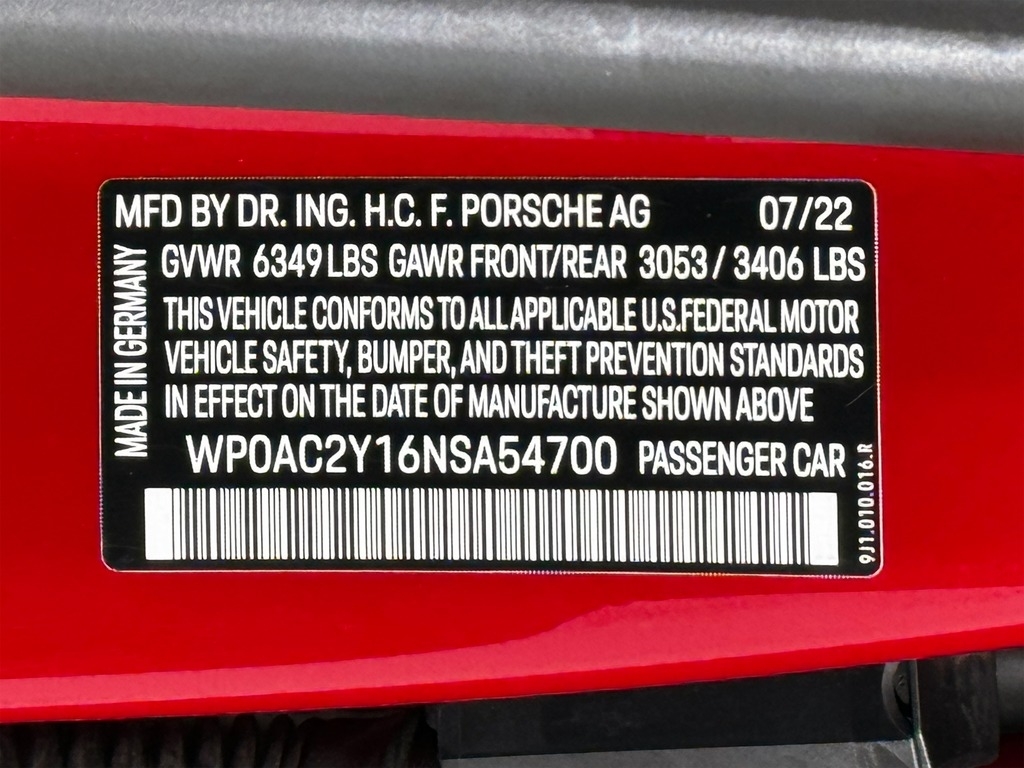 MFD BY DR. ING. H.C. F. PORSCHE AG 07/22
GVWR 6349 LBS GAWR FRONT/REAR 3053 / 3406 LBS
THIS VEHICLE CONFORMS TO ALL APPLICABLE U.S.FEDERAL MOTOR
VEHICLE SAFETY, BUMPER, AND THEFT PREVENTION STANDARDS
IN EFFECT ON THE DATE OF MANUFACTURE SHOWN ABOVE
WP0AC2Y16NSA54700 PASSENGER CAR
MADE IN GERMANY
9J1.010.016.R